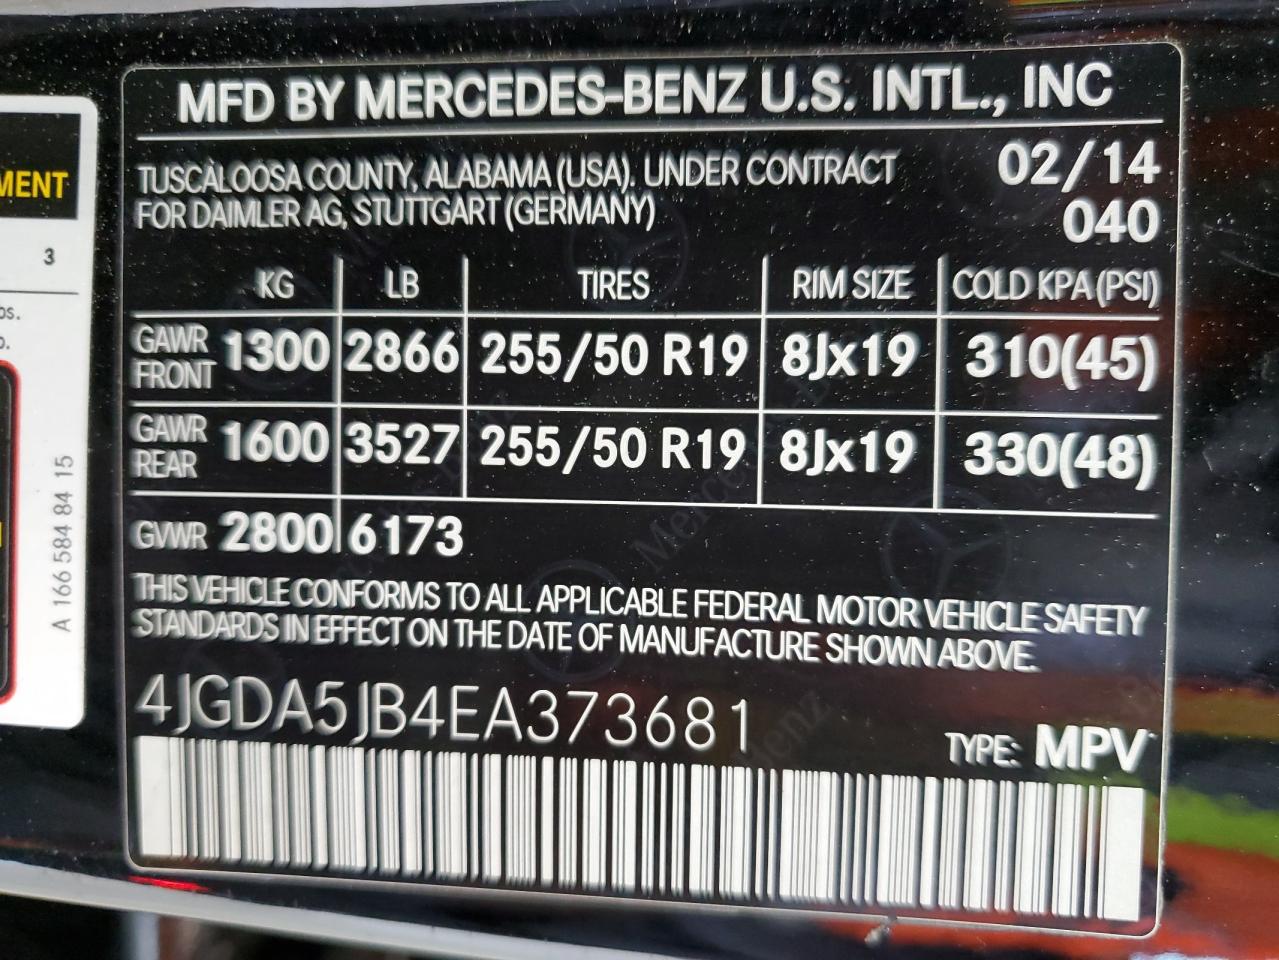 MFD BY MERCEDES-BENZ U.S. INTL., INC
TUSCALOOSA COUNTY, ALABAMA (USA). UNDER CONTRACT 02/14
FOR DAIMLER AG, STUTTGART (GERMANY) 040
KG LB TIRES RIM SIZE COLD KPA (PSI)
GAWR FRONT 1300 2866 255/50 R19 8Jx19 310(45)
GAWR REAR 1600 3527 255/50 R19 8Jx19 330(48)
GVWR 2800 6173
THIS VEHICLE CONFORMS TO ALL APPLICABLE FEDERAL MOTOR VEHICLE SAFETY
STANDARDS IN EFFECT ON THE DATE OF MANUFACTURE SHOWN ABOVE.
4JGDA5JB4EA373681
TYPE: MPV
MENT
3
A 166 584 84 15